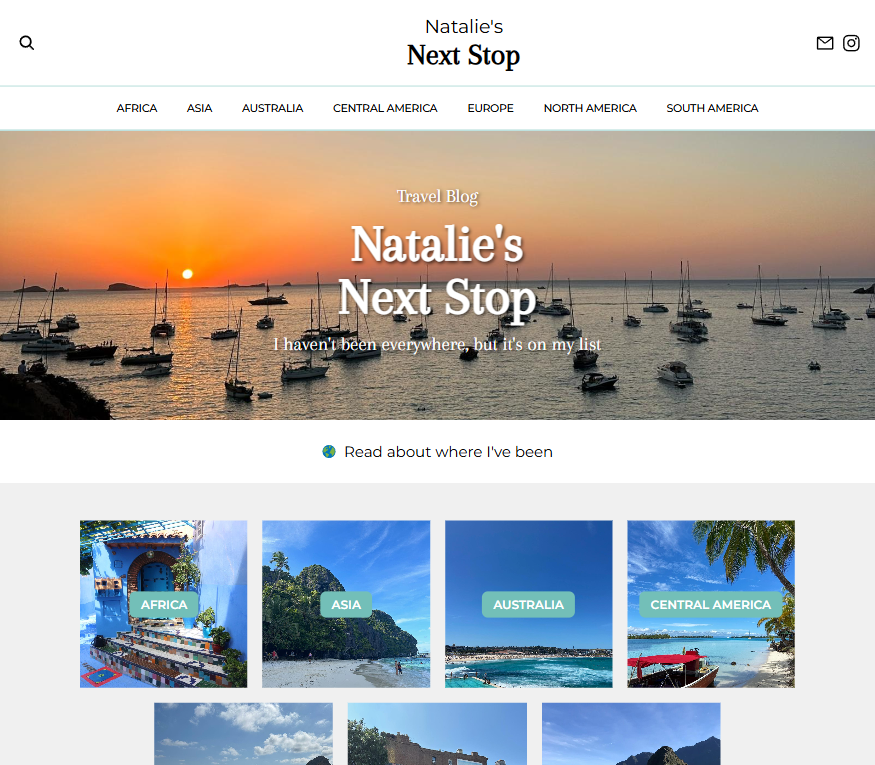 Natalie's
Next Stop
AFRICA ASIA AUSTRALIA CENTRAL AMERICA EUROPE NORTH AMERICA SOUTH AMERICA
Travel Blog
Natalie's
Next Stop
I haven't been everywhere, but it's on my list
Read about where I've been
AFRICA ASIA AUSTRALIA CENTRAL AMERICA